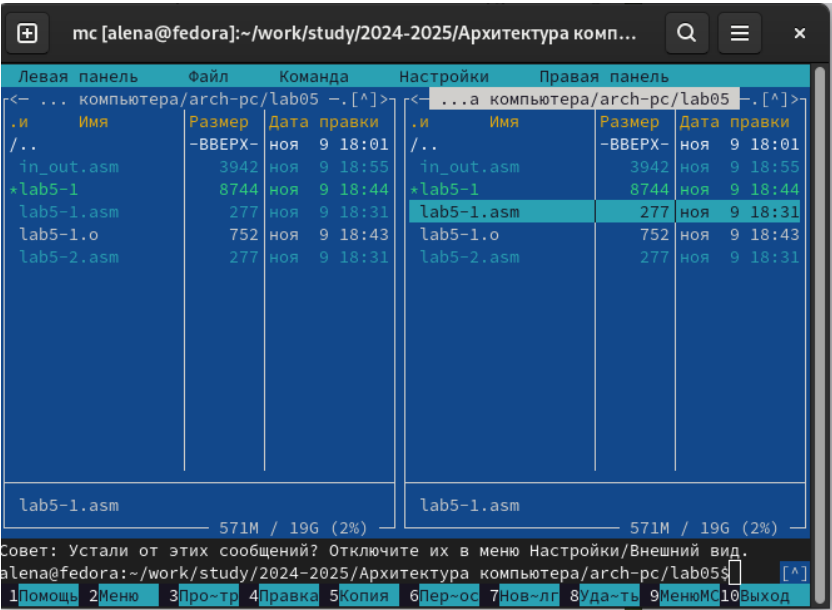 mc [alena@fedora]:~/work/study/2024-2025/Архитектура комп...
Левая панель Файл Команда Настройки Правая панель
<— ... компьютера/arch-pc/lab05 —.[^]> <— ...а компьютера/arch-pc/lab05 —.[^]>
.и Имя Размер Дата правки .и Имя Размер Дата правки
/.. -ВВЕРХ- ноя 9 18:01 /.. -ВВЕРХ- ноя 9 18:01
in_out.asm 3942 ноя 9 18:55 in_out.asm 3942 ноя 9 18:55
*lab5-1 8744 ноя 9 18:44 *lab5-1 8744 ноя 9 18:44
lab5-1.asm 277 ноя 9 18:31 lab5-1.asm 277 ноя 9 18:31
lab5-1.o 752 ноя 9 18:43 lab5-1.o 752 ноя 9 18:43
lab5-2.asm 277 ноя 9 18:31 lab5-2.asm 277 ноя 9 18:31
lab5-1.asm lab5-1.asm
571M / 19G (2%) 571M / 19G (2%)
Совет: Устали от этих сообщений? Отключите их в меню Настройки/Внешний вид.
alena@fedora:~/work/study/2024-2025/Архитектура компьютера/arch-pc/lab05$ [^]
1Помощь 2Меню 3Про~тр 4Правка 5Копия 6Пер~ос 7Нов~лг 8Уда~ть 9МенюМС10Выход